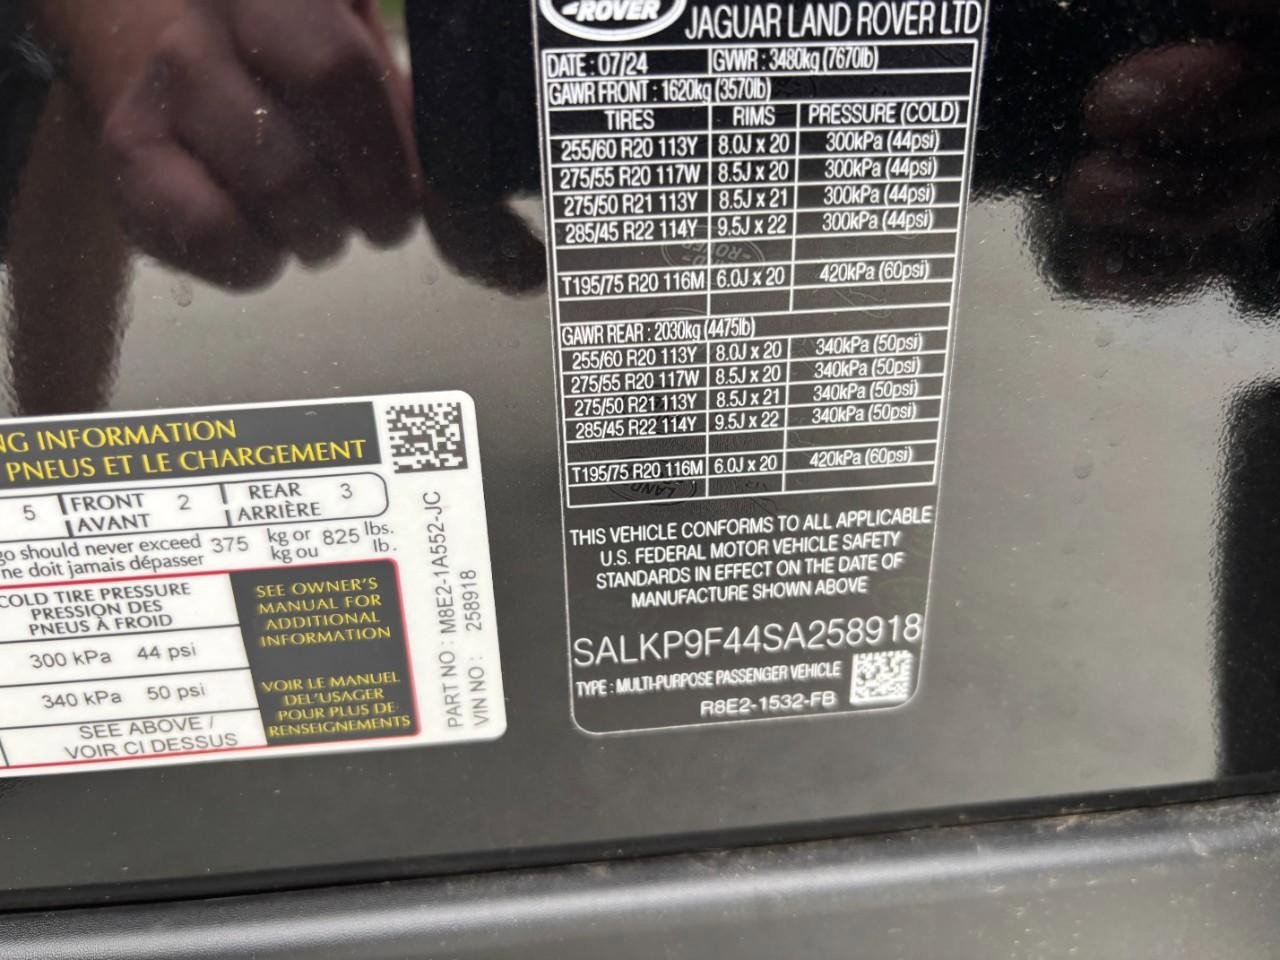 ROVER
JAGUAR LAND ROVER LTD
DATE : 07/24 GVWR : 3480kg (7670lb)
GAWR FRONT : 1620kg (3570lb)
TIRES RIMS PRESSURE (COLD)
255/60 R20 113Y 8.0J x 20 300kPa (44psi)
275/55 R20 117W 8.5J x 20 300kPa (44psi)
275/50 R21 113Y 8.5J x 21 300kPa (44psi)
285/45 R22 114Y 9.5J x 22 300kPa (44psi)
T195/75 R20 116M 6.0J x 20 420kPa (60psi)
GAWR REAR : 2030kg (4475lb)
255/60 R20 113Y 8.0J x 20 340kPa (50psi)
275/55 R20 117W 8.5J x 20 340kPa (50psi)
275/50 R21 113Y 8.5J x 21 340kPa (50psi)
285/45 R22 114Y 9.5J x 22 340kPa (50psi)
T195/75 R20 116M 6.0J x 20 420kPa (60psi)
THIS VEHICLE CONFORMS TO ALL APPLICABLE
U.S. FEDERAL MOTOR VEHICLE SAFETY
STANDARDS IN EFFECT ON THE DATE OF
MANUFACTURE SHOWN ABOVE
SALKP9F44SA258918
TYPE : MULTI-PURPOSE PASSENGER VEHICLE
R8E2-1532-FB
NG INFORMATION
PNEUS ET LE CHARGEMENT
5 FRONT 2 REAR 3
AVANT ARRIÈRE
go should never exceed 375 kg or 825 lbs.
ne doit jamais dépasser kg ou lb.
COLD TIRE PRESSURE
PRESSION DES
PNEUS À FROID
300 kPa 44 psi
340 kPa 50 psi
SEE ABOVE /
VOIR CI DESSUS
SEE OWNER'S
MANUAL FOR
ADDITIONAL
INFORMATION
VOIR LE MANUEL
DEL'USAGER
POUR PLUS DE
RENSEIGNEMENTS
PART NO : M8E2-1A552-JC
VIN NO : 258918